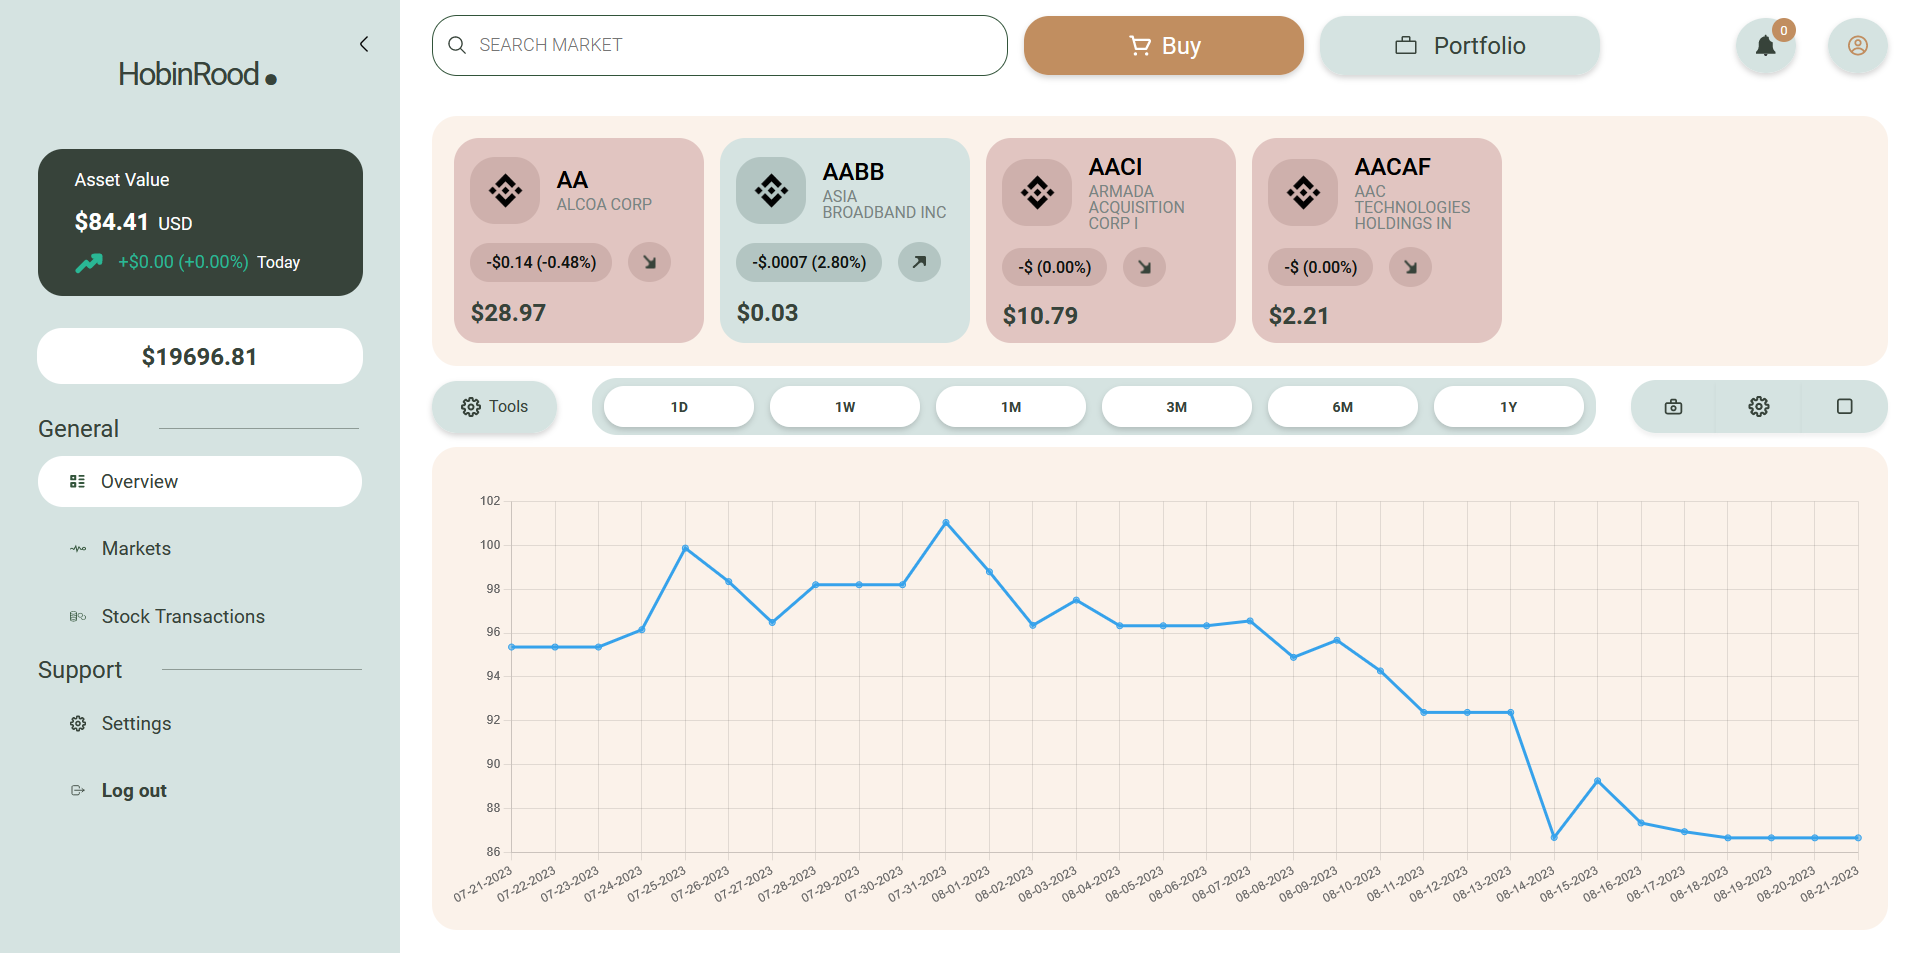 HobinRood
Asset Value
$84.41 USD
+$0.00 (+0.00%) Today
$19696.81
General
Overview
Markets
Stock Transactions
Support
Settings
Log out
SEARCH MARKET
Buy
Portfolio
0
AA
ALCOA CORP
-$0.14 (-0.48%)
$28.97
AABB
ASIA
BROADBAND INC
-$.0007 (2.80%)
$0.03
AACI
ARMADA
ACQUISITION
CORP I
-$ (0.00%)
$10.79
AACAF
AAC
TECHNOLOGIES
HOLDINGS IN
-$ (0.00%)
$2.21
Tools
1D
1W
1M
3M
6M
1Y
102
100
98
96
94
92
90
88
86
07-21-2023
07-22-2023
07-23-2023
07-24-2023
07-25-2023
07-26-2023
07-27-2023
07-28-2023
07-29-2023
07-30-2023
07-31-2023
08-01-2023
08-02-2023
08-03-2023
08-04-2023
08-05-2023
08-06-2023
08-07-2023
08-08-2023
08-09-2023
08-10-2023
08-11-2023
08-12-2023
08-13-2023
08-14-2023
08-15-2023
08-16-2023
08-17-2023
08-18-2023
08-19-2023
08-20-2023
08-21-2023